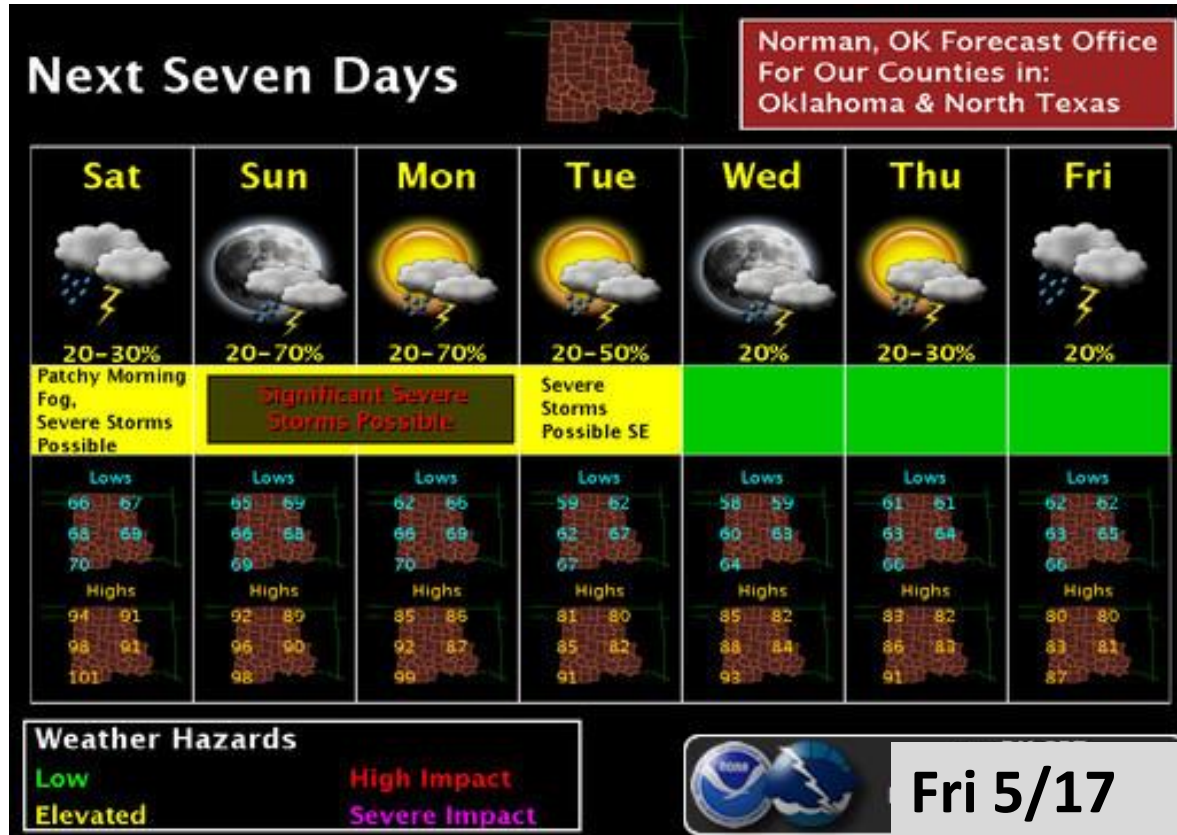 Next Seven Days
Norman, OK Forecast Office
For Our Counties in:
Oklahoma & North Texas
Sat Sun Mon Tue Wed Thu Fri
20-30% 20-70% 20-70% 20-50% 20% 20-30% 20%
Patchy Morning
Fog,
Severe Storms
Possible
Significant Severe
Storms Possible
Severe
Storms
Possible SE
Lows Lows Lows Lows Lows Lows Lows
66 67 65 69 62 66 59 62 58 59 61 61 62 62
68 69 66 68 66 69 62 67 60 63 63 64 63 65
70 69 70 67 64 66 66
Highs Highs Highs Highs Highs Highs Highs
94 91 92 89 85 86 81 80 85 82 83 82 80 80
98 91 96 90 92 87 85 82 88 84 86 83 83 81
101 98 99 91 93 91 87
Weather Hazards
Low High Impact
Elevated Severe Impact
noaa
Fri 5/17